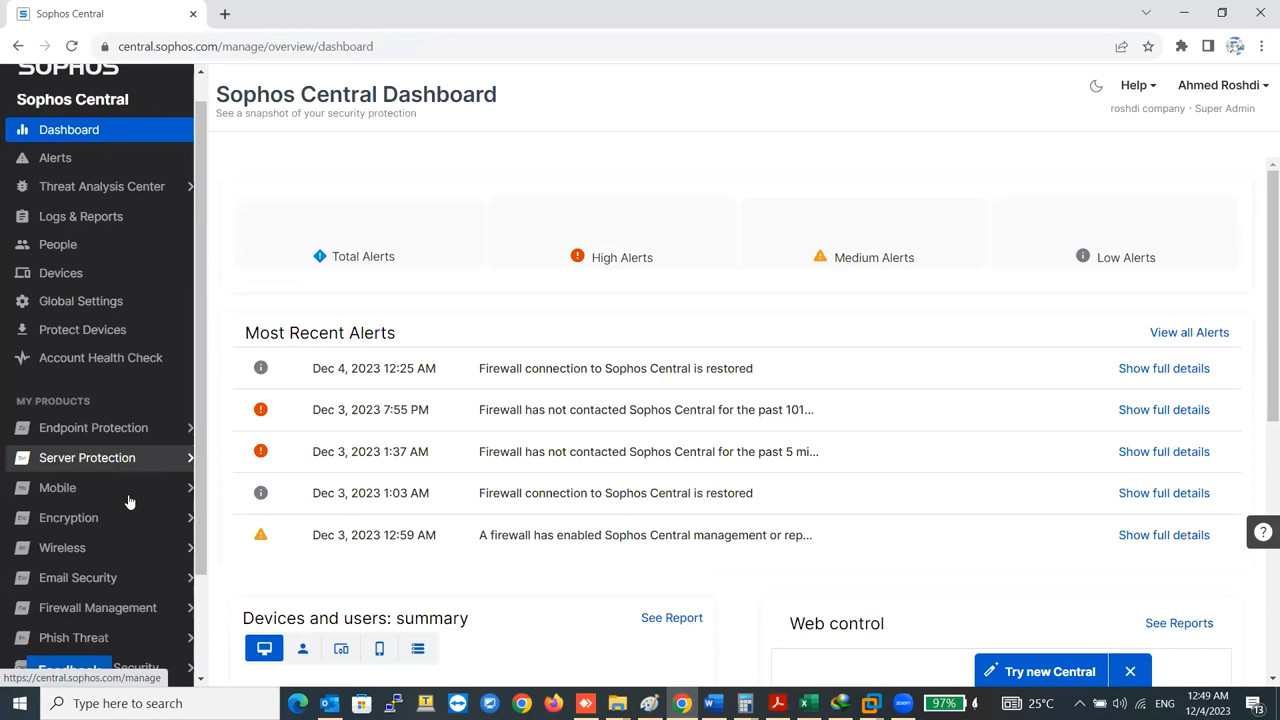 Sophos Central
central.sophos.com/manage/overview/dashboard
SOPHOS
Sophos Central
Dashboard
Alerts
Threat Analysis Center
Logs & Reports
People
Devices
Global Settings
Protect Devices
Account Health Check
MY PRODUCTS
Endpoint Protection
Server Protection
Mobile
Encryption
Wireless
Email Security
Firewall Management
Phish Threat
Security
Feedback
https://central.sophos.com/manage
Sophos Central Dashboard
See a snapshot of your security protection
Help
Ahmed Roshdi
roshdi company · Super Admin
Total Alerts
High Alerts
Medium Alerts
Low Alerts
Most Recent Alerts
View all Alerts
Dec 4, 2023 12:25 AM Firewall connection to Sophos Central is restored Show full details
Dec 3, 2023 7:55 PM Firewall has not contacted Sophos Central for the past 101... Show full details
Dec 3, 2023 1:37 AM Firewall has not contacted Sophos Central for the past 5 mi... Show full details
Dec 3, 2023 1:03 AM Firewall connection to Sophos Central is restored Show full details
Dec 3, 2023 12:59 AM A firewall has enabled Sophos Central management or rep... Show full details
Devices and users: summary
See Report
Web control
See Reports
Try new Central
Type here to search
97%
25°C
ENG
12:49 AM
12/4/2023